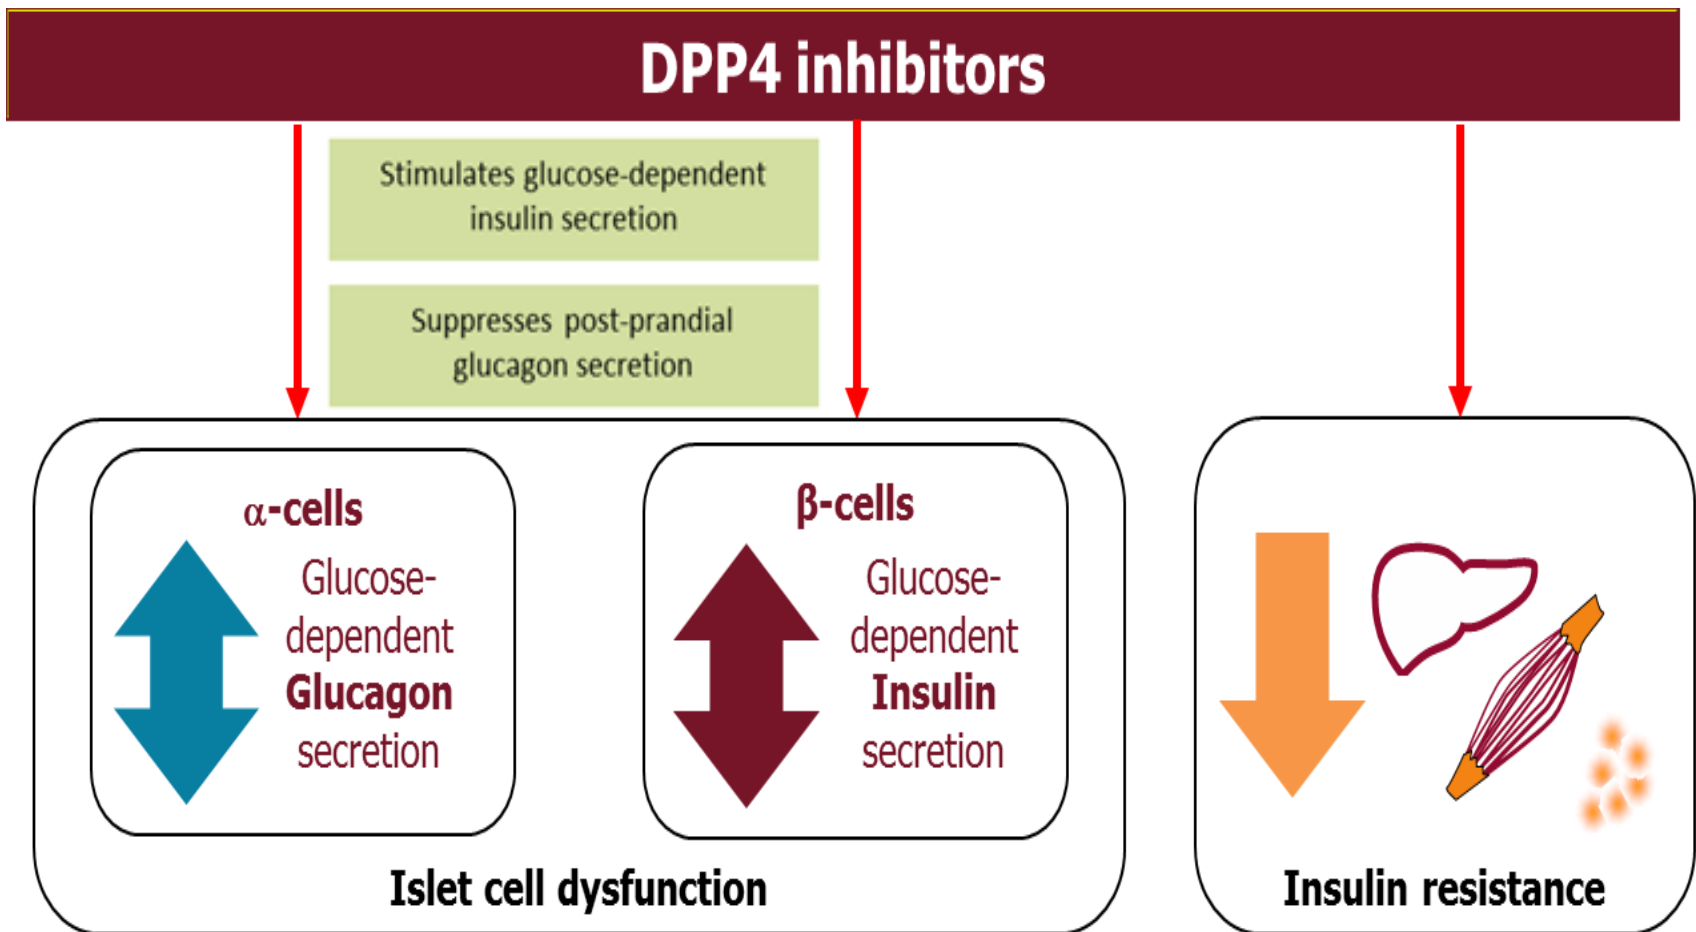 DPP4 inhibitors
Stimulates glucose-dependent
insulin secretion
Suppresses post-prandial
glucagon secretion
α-cells
Glucose-
dependent
Glucagon
secretion
β-cells
Glucose-
dependent
Insulin
secretion
Islet cell dysfunction
Insulin resistance